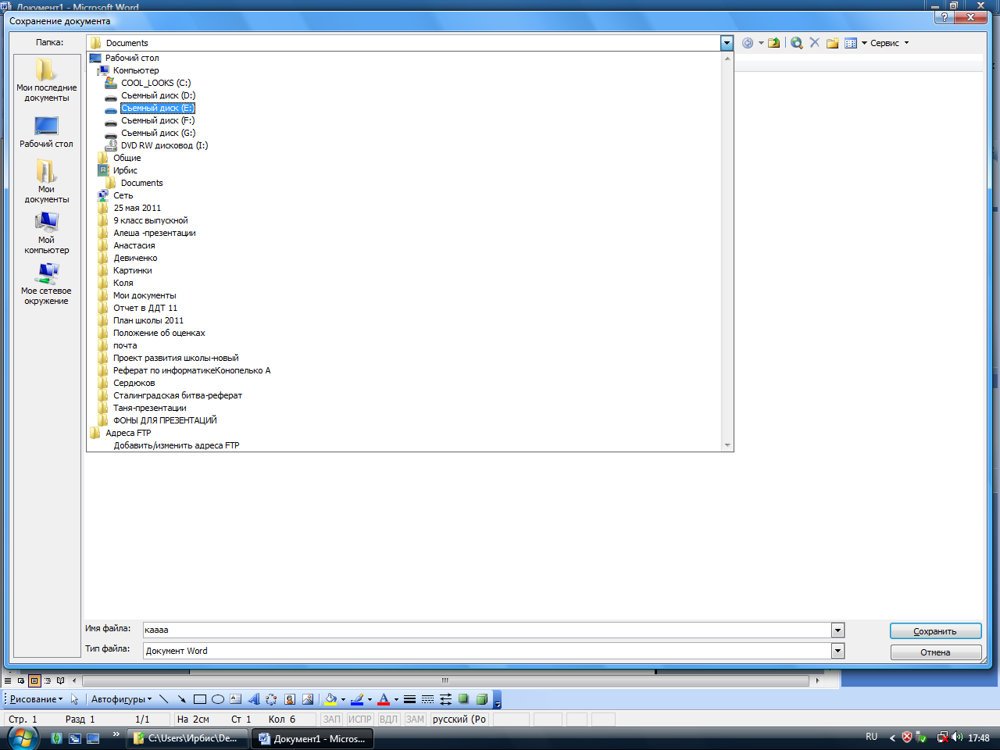 Документ1 - Microsoft Word
Сохранение документа
Папка:
Documents
Сервис
Рабочий стол
Компьютер
COOL_LOOKS (C:)
Съемный диск (D:)
Съемный диск (E:)
Съемный диск (F:)
Съемный диск (G:)
DVD RW дисковод (I:)
Общие
Ирбис
Documents
Сеть
25 мая 2011
9 класс выпускной
Алеша -презентации
Анастасия
Девиченко
Картинки
Коля
Мои документы
Отчет в ДДТ 11
План школы 2011
Положение об оценках
почта
Проект развития школы-новый
Реферат по информатикеКонопелько А
Сердюков
Сталинградская битва-реферат
Таня-презентации
ФОНЫ ДЛЯ ПРЕЗЕНТАЦИЙ
Адреса FTP
Добавить/изменить адреса FTP
Мои последние
документы
Рабочий стол
Мои
документы
Мой
компьютер
Мое сетевое
окружение
Имя файла:
каааа
Сохранить
Тип файла:
Документ Word
Отмена
Рисование
Автофигуры
Стр. 1 Разд 1 1/1 На 2см Ст 1 Кол 6 ЗАП ИСПР ВДЛ ЗАМ русский (Ро
C:\Users\Ирбис\De...
Документ1 - Micros...
RU
17:48